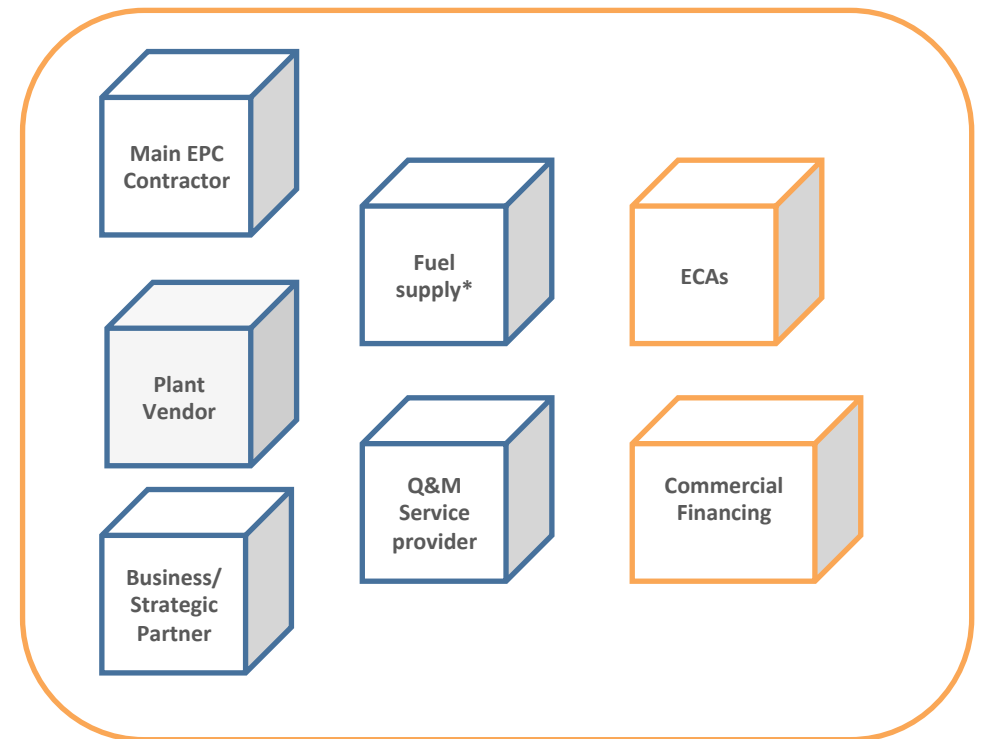 Main EPC
Contractor
Fuel
supply*
ECAs
Plant
Vendor
Q&M
Service
provider
Commercial
Financing
Business/
Strategic
Partner